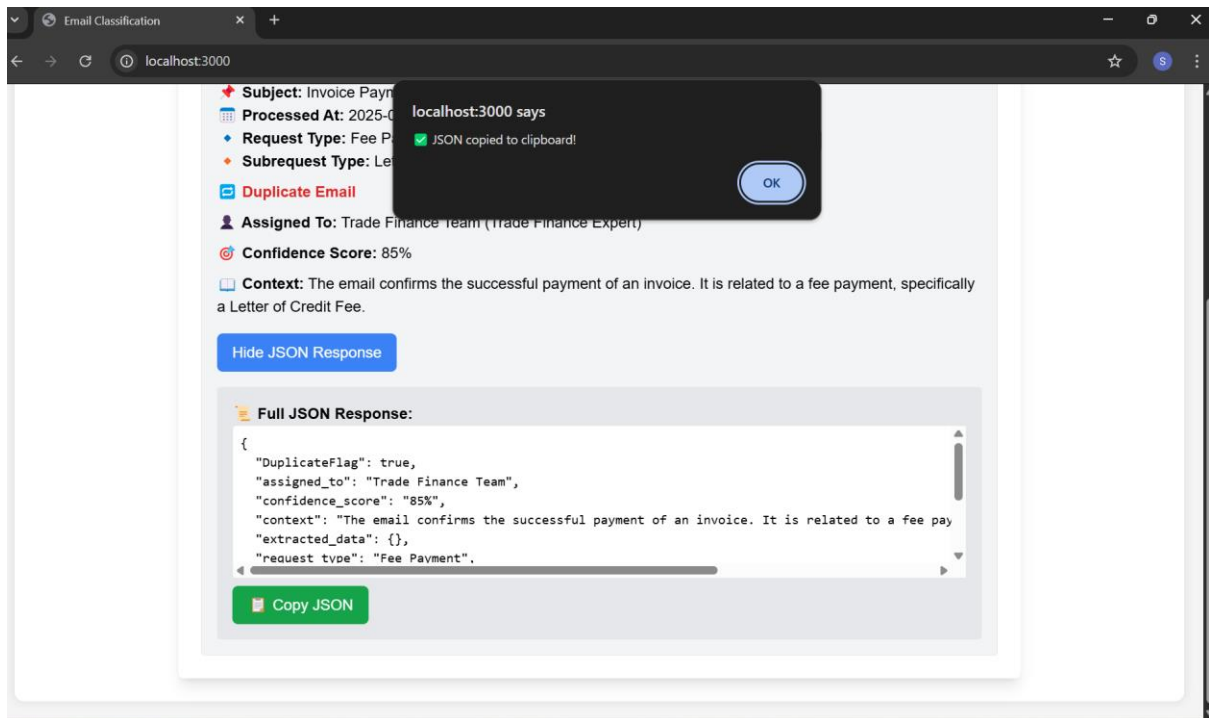 Email Classification
localhost:3000
S
Subject: Invoice
Processed At:
Request Type: Fee
Subrequest Type:
localhost:3000 says
JSON copied to clipboard!
OK
Duplicate Email
Assigned To: Trade Finance Team (Trade Finance Expert)
Confidence Score: 85%
Context: The email confirms the successful payment of an invoice. It is related to a fee payment, specifically
a Letter of Credit Fee.
Hide JSON Response
Full JSON Response:
{
"DuplicateFlag": true,
"assigned_to": "Trade Finance Team",
"confidence_score": "85%",
"context": "The email confirms the successful payment of an invoice. It is related to a fee pay
"extracted_data": {},
"request_type": "Fee Payment",
Copy JSON